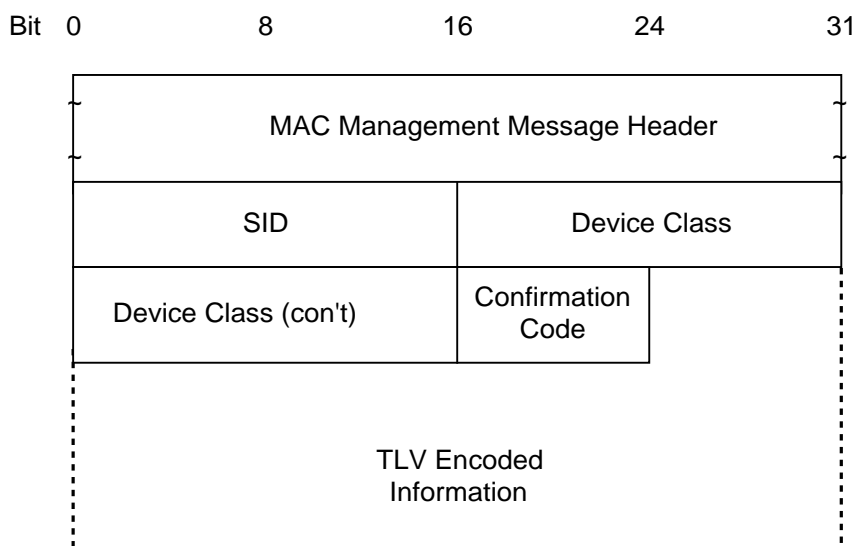 Bit 0 8 16 24 31
~ ~
MAC Management Message Header
~ ~
SID Device Class
Device Class (con't) Confirmation
Code
TLV Encoded
Information